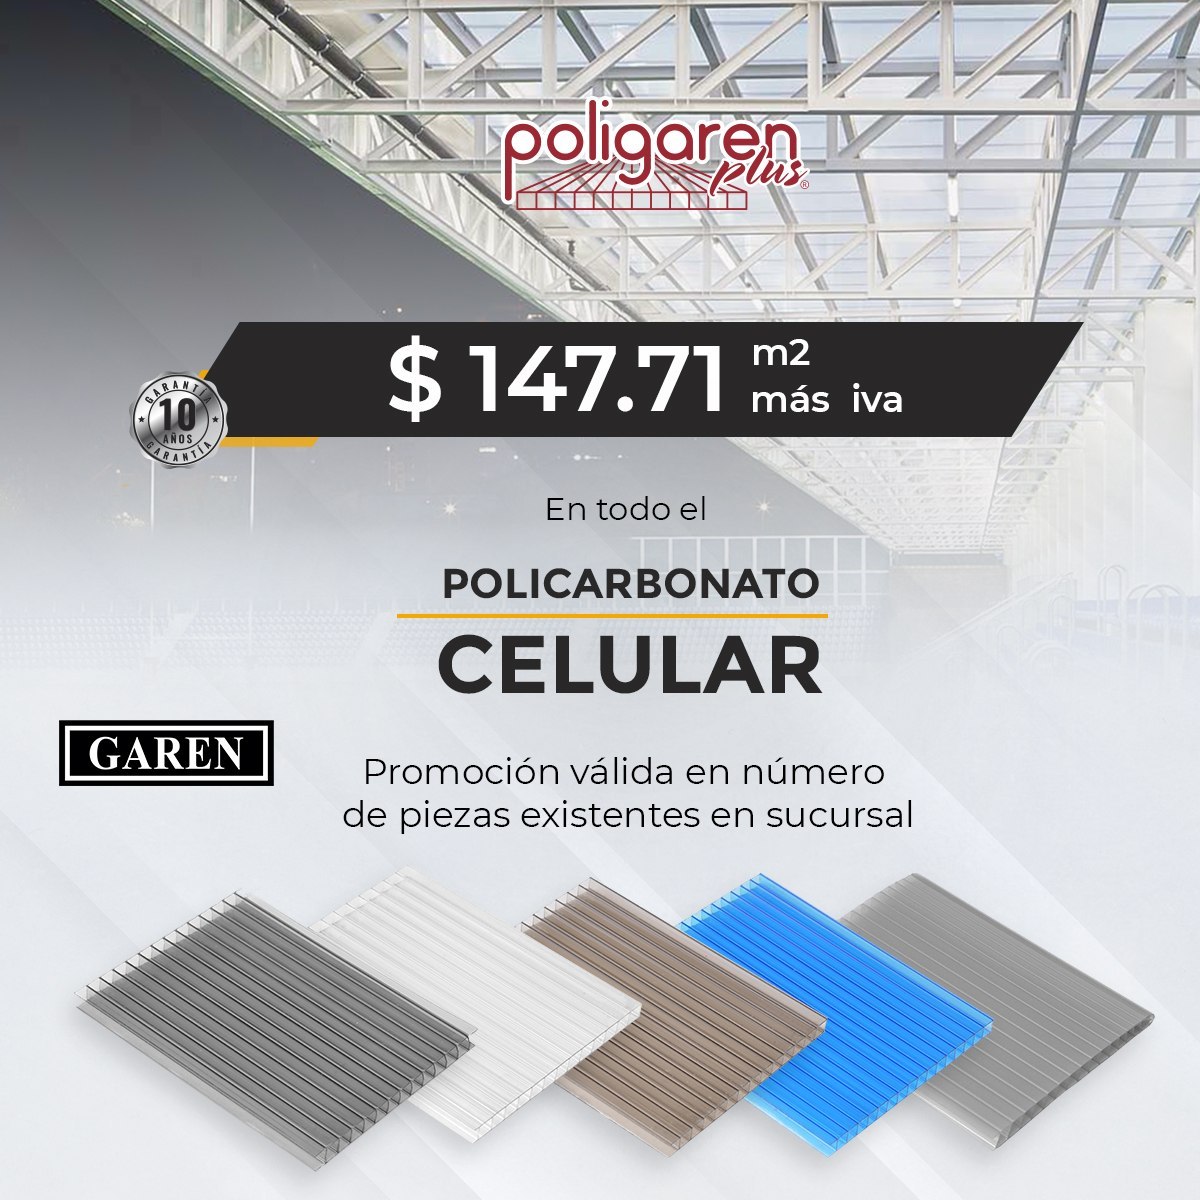 poligaren
plus®
$ 147.71
m2
más iva
GARANTÍA
10
AÑOS
GARANTÍA
En todo el
POLICARBONATO
CELULAR
GAREN
Promoción válida en número
de piezas existentes en sucursal